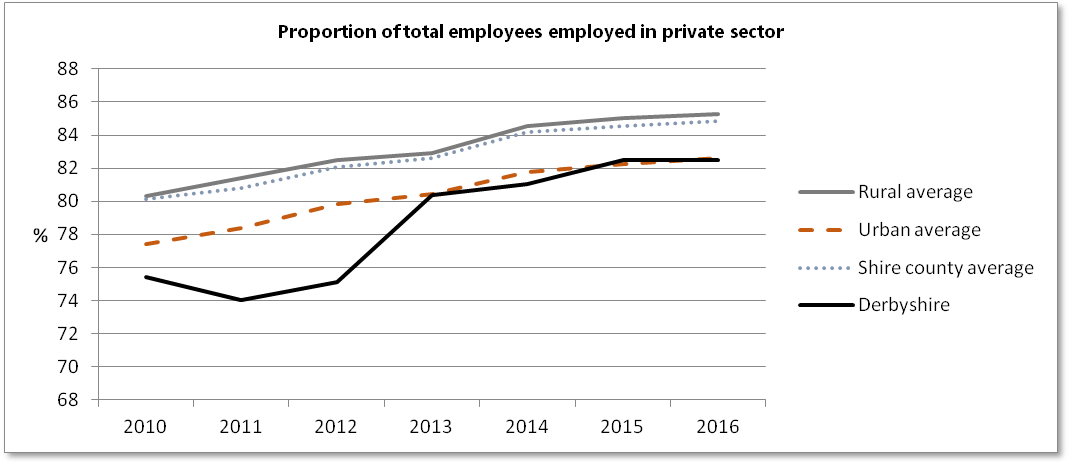 Proportion of total employees employed in private sector
88
86
84
82
80
78
76
74
72
70
68
%
2010 2011 2012 2013 2014 2015 2016
Rural average
Urban average
Shire county average
Derbyshire